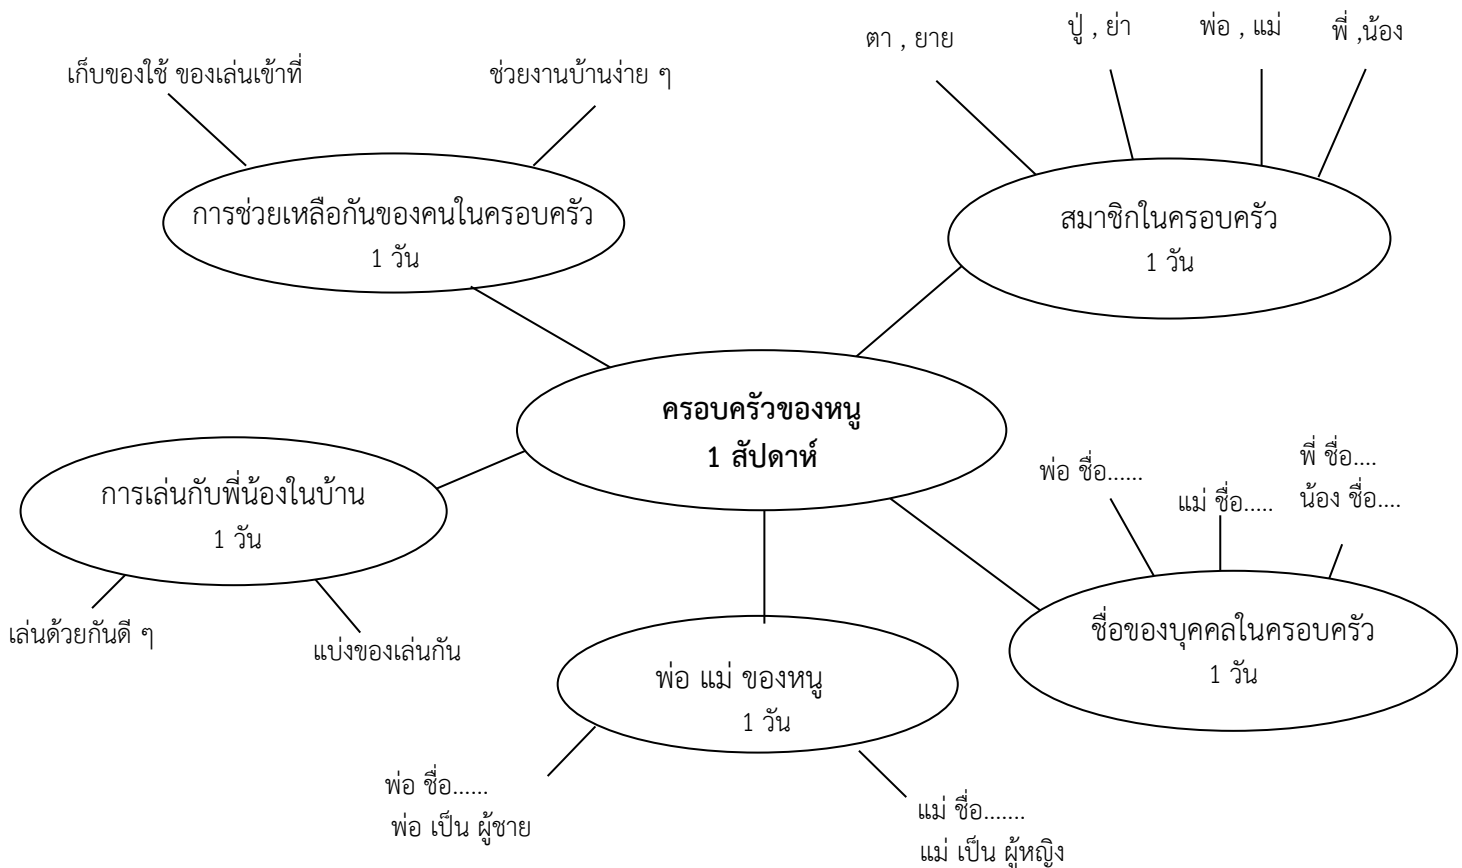 ตา , ยาย
ปู่ , ย่า
พ่อ , แม่
พี่ ,น้อง
เก็บของใช้ ของเล่นเข้าที่
ช่วยงานบ้านง่าย ๆ
การช่วยเหลือกันของคนในครอบครัว
1 วัน
สมาชิกในครอบครัว
1 วัน
ครอบครัวของหนู
1 สัปดาห์
การเล่นกับพี่น้องในบ้าน
1 วัน
เล่นด้วยกันดี ๆ
แบ่งของเล่นกัน
พ่อ ชื่อ......
แม่ ชื่อ.....
พี่ ชื่อ....
น้อง ชื่อ....
ชื่อของบุคคลในครอบครัว
1 วัน
พ่อ แม่ ของหนู
1 วัน
พ่อ ชื่อ......
พ่อ เป็น ผู้ชาย
แม่ ชื่อ.......
แม่ เป็น ผู้หญิง